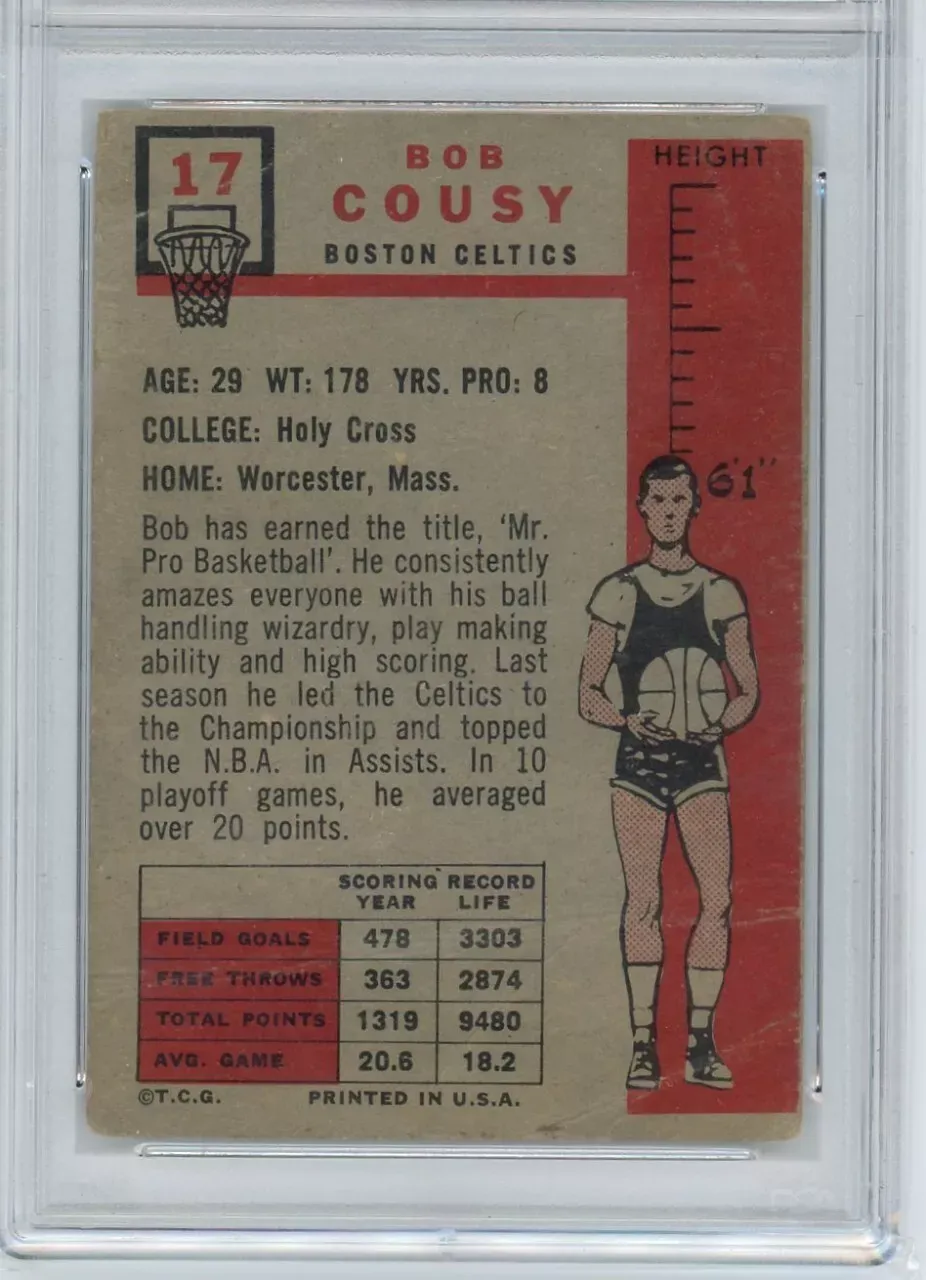 17
BOB
COUSY
BOSTON CELTICS
HEIGHT
AGE: 29 WT: 178 YRS. PRO: 8
COLLEGE: Holy Cross
HOME: Worcester, Mass.
6'1"
Bob has earned the title, ‘Mr.
Pro Basketball’. He consistently
amazes everyone with his ball
handling wizardry, play making
ability and high scoring. Last
season he led the Celtics to
the Championship and topped
the N.B.A. in Assists. In 10
playoff games, he averaged
over 20 points.
SCORING RECORD
YEAR LIFE
FIELD GOALS 478 3303
FREE THROWS 363 2874
TOTAL POINTS 1319 9480
AVG. GAME 20.6 18.2
©T.C.G. PRINTED IN U.S.A.